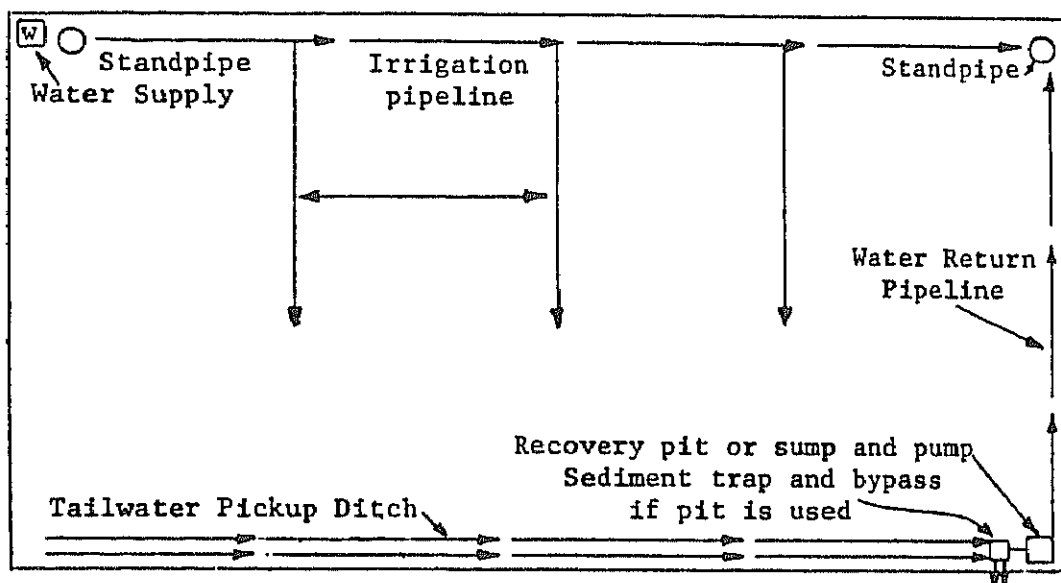 W
Standpipe
Water Supply
Irrigation
pipeline
Standpipe
Water Return
Pipeline
Recovery pit or sump and pump
Sediment trap and bypass
if pit is used
Tailwater Pickup Ditch